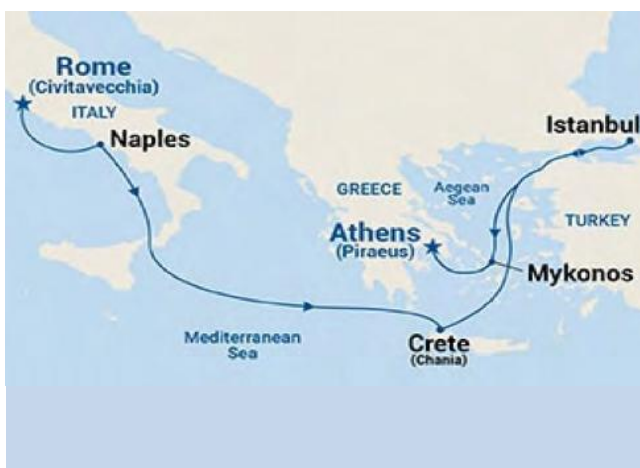 Rome
(Civitavecchia)
ITALY
Naples
Istanbul
GREECE
Aegean
Sea
TURKEY
Athens
(Piraeus)
Mykonos
Mediterranean
Sea
Crete
(Chania)